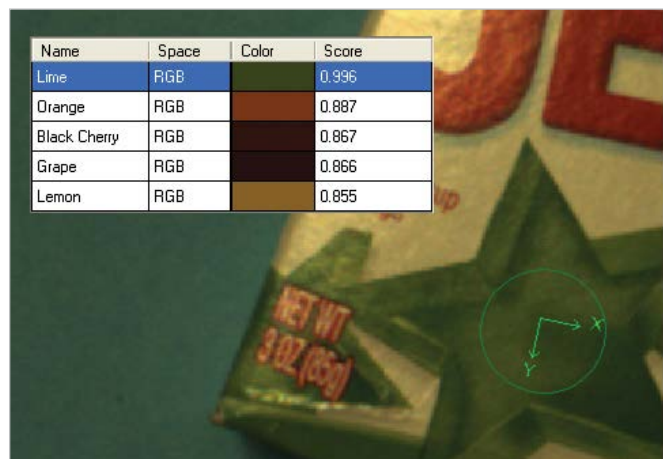 Name Space Color Score
Lime RGB 0.996
Orange RGB 0.887
Black Cherry RGB 0.867
Grape RGB 0.866
Lemon RGB 0.855
NET WT
3 OZ (85g)
X
Y